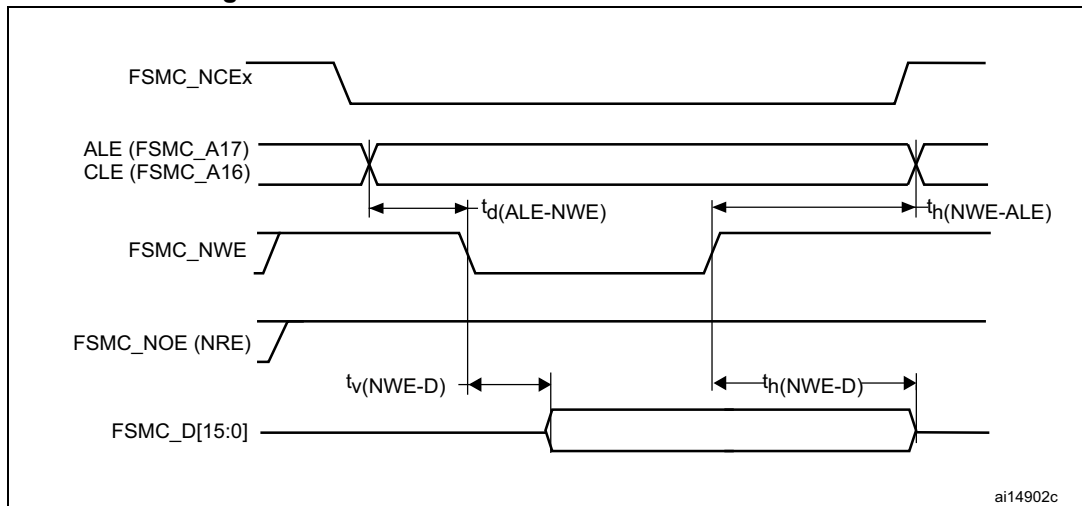 FSMC_NCEx
ALE (FSMC_A17)
CLE (FSMC_A16)
td(ALE-NWE)
th(NWE-ALE)
FSMC_NWE
FSMC_NOE (NRE)
tv(NWE-D)
th(NWE-D)
FSMC_D[15:0]
ai14902c